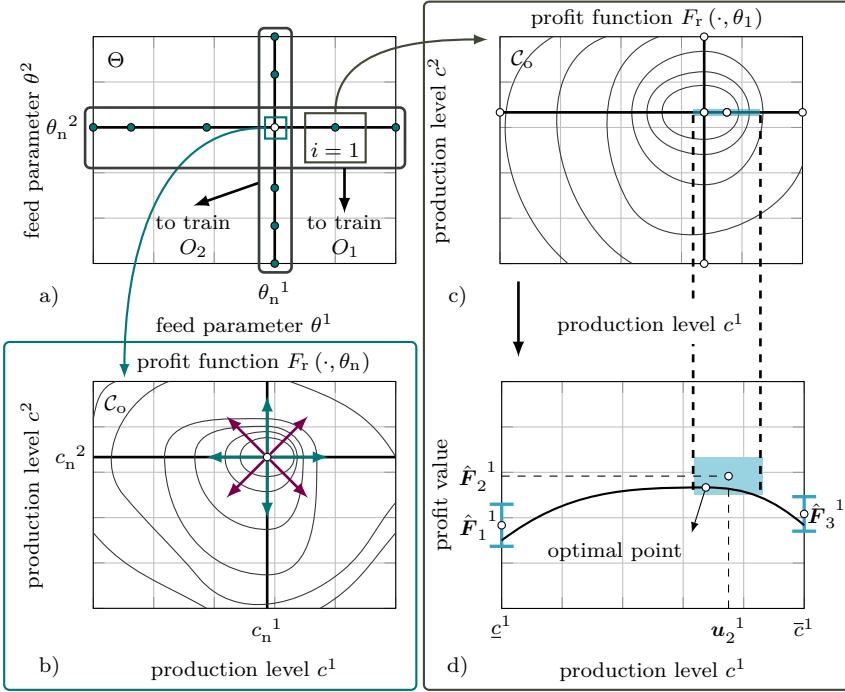 Θ
feed parameter θ²
θₙ²
i = 1
to train
O₂
to train
O₁
θₙ¹
a)
feed parameter θ¹
profit function Fᵣ (·, θ₁)
𝒞ₒ
production level c²
c)
production level c¹
profit function Fᵣ (·, θₙ)
𝒞ₒ
production level c²
cₙ²
cₙ¹
b)
production level c¹
profit value
F̂₂¹
F̂₁¹
F̂₃¹
optimal point
c̲¹
u₂¹
c̅¹
d)
production level c¹